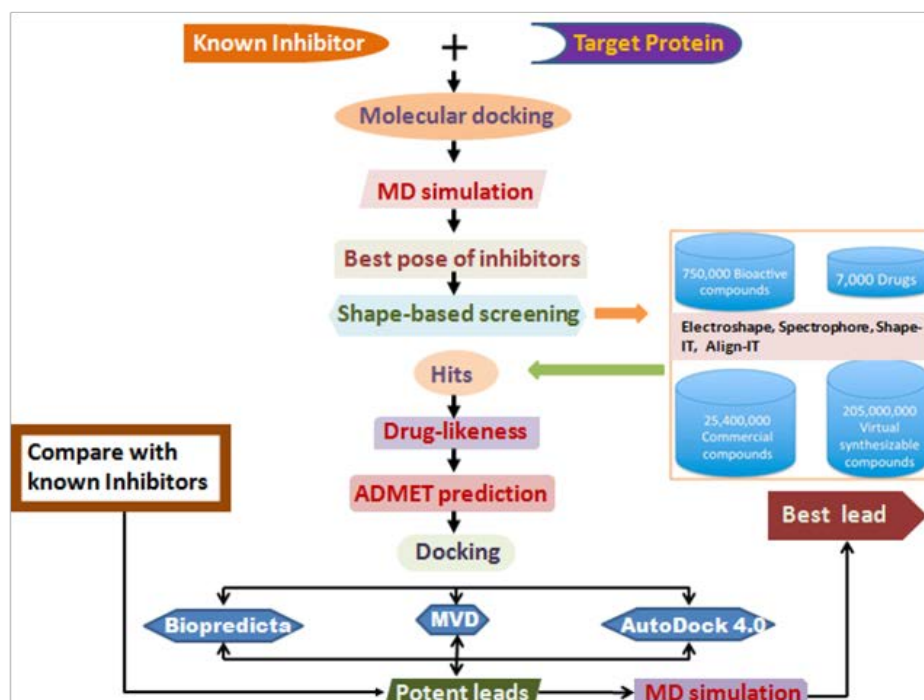 Known Inhibitor
+
Target Protein
Molecular docking
MD simulation
Best pose of inhibitors
Shape-based screening
750,000 Bioactive
compounds
7,000 Drugs
Electroshape, Spectrophore, Shape-
IT, Align-IT
25,400,000
Commercial
compounds
205,000,000
Virtual
synthesizable
compounds
Hits
Drug-likeness
Compare with
known Inhibitors
ADMET prediction
Best lead
Docking
Biopredicta
MVD
AutoDock 4.0
Potent leads
MD simulation